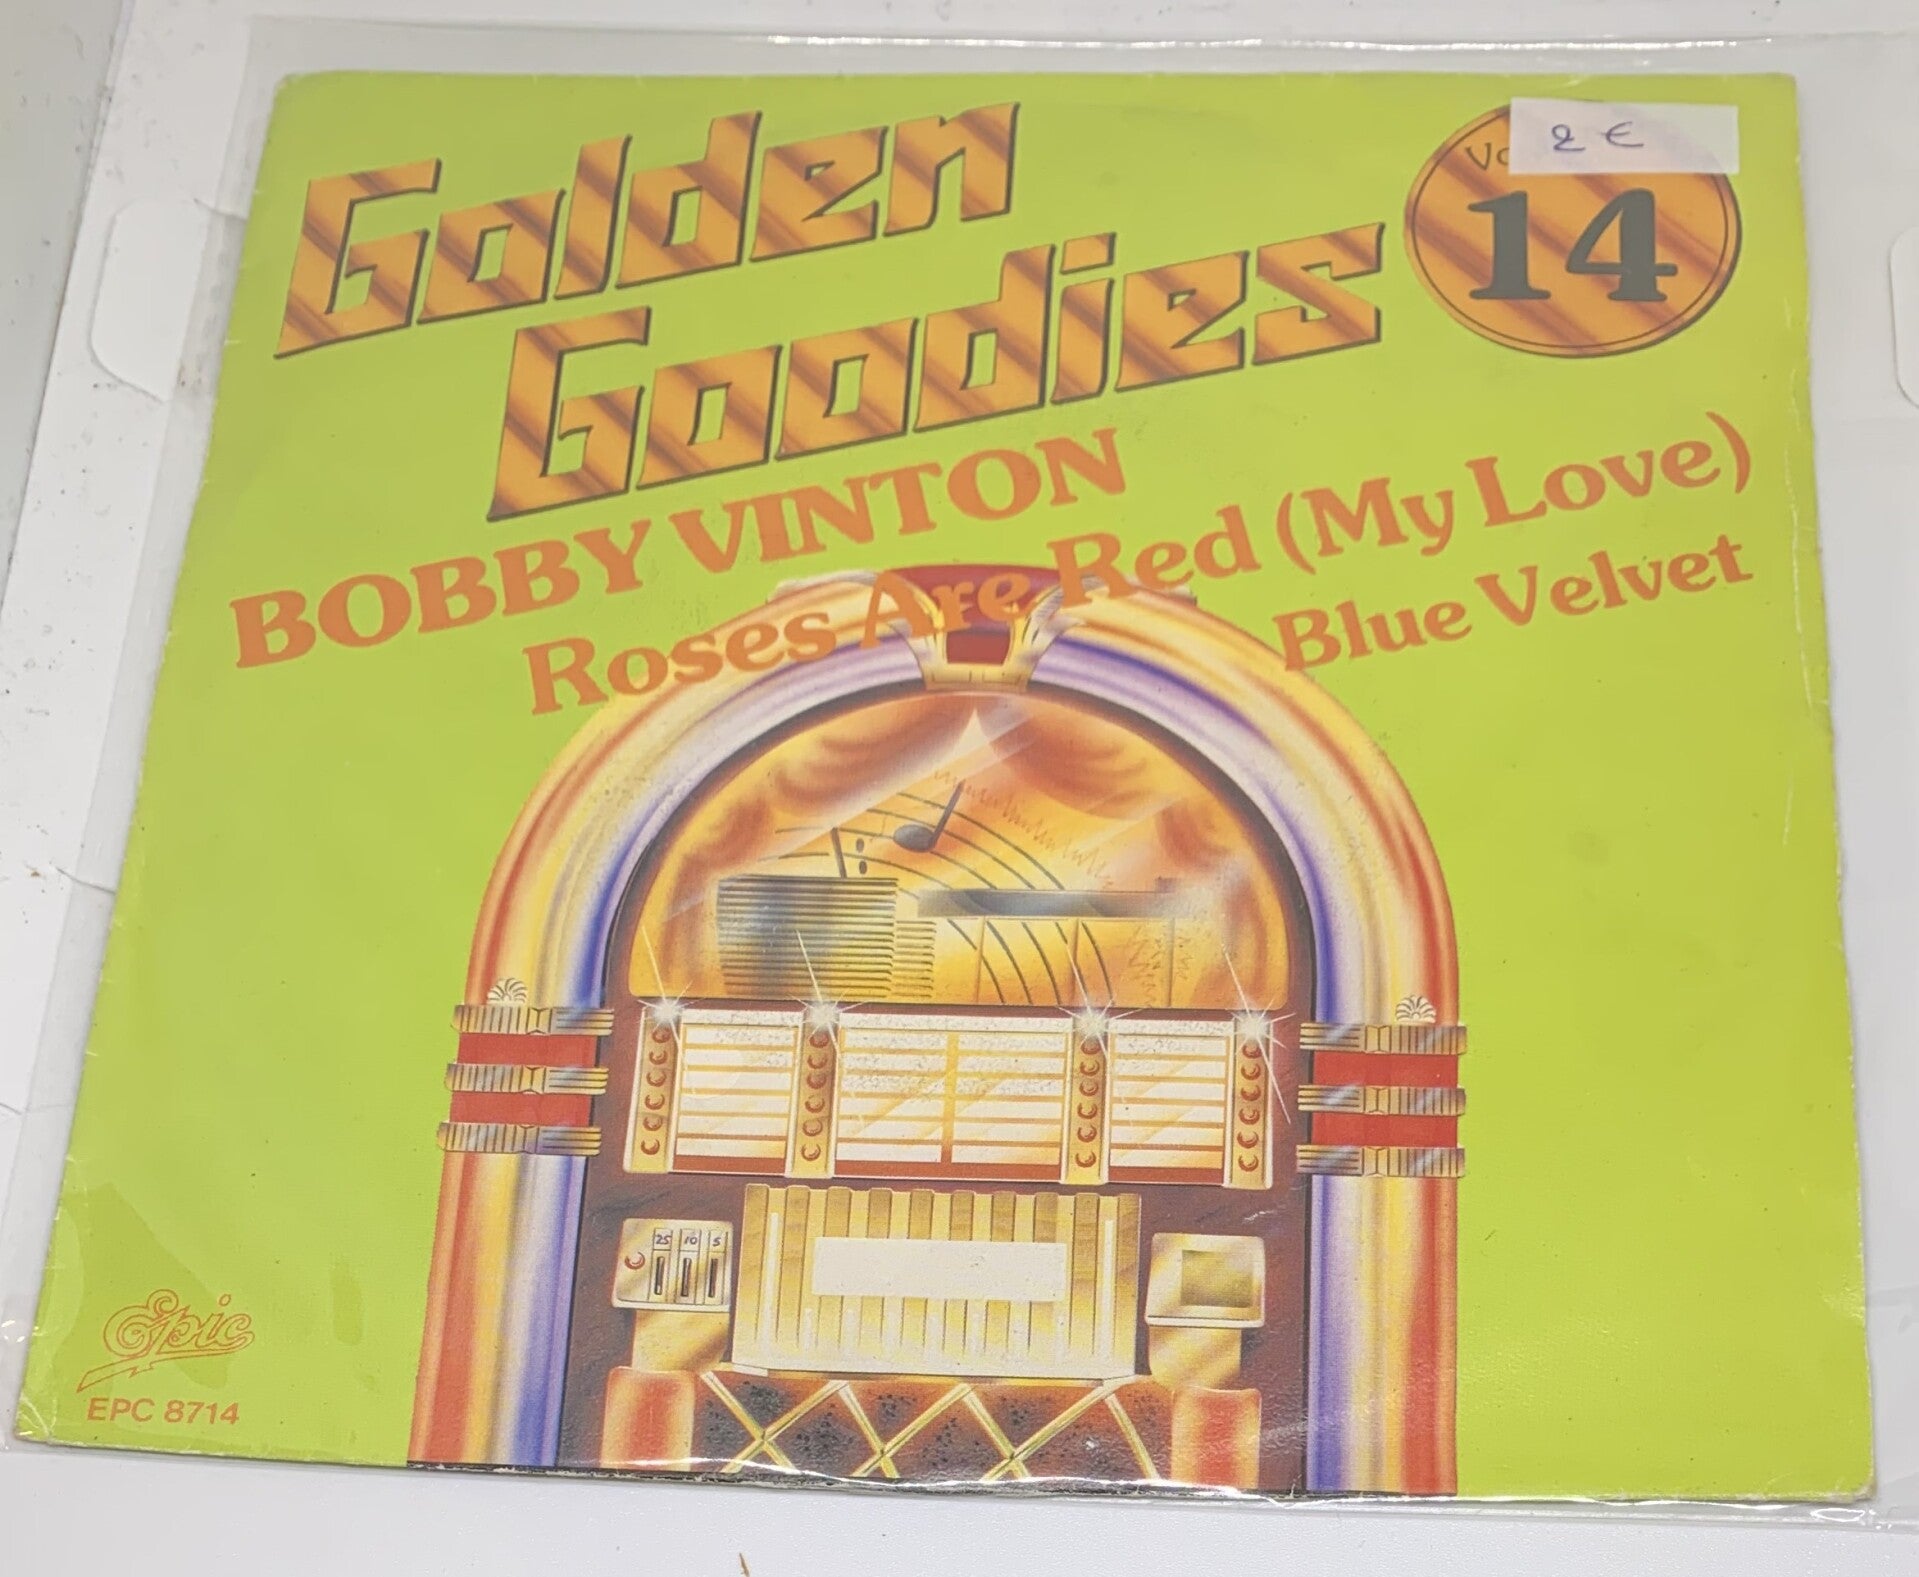 Golden
Goodies
2 €
14
BOBBY VINTON
Roses Are Red (My Love)
Blue Velvet
25 10 5
Epic
EPC 8714